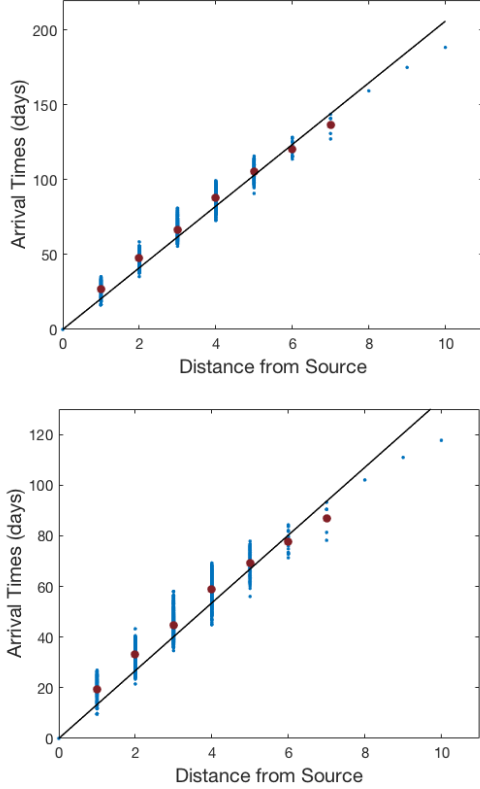 200
150
100
50
0
0 2 4 6 8 10
Arrival Times (days)
Distance from Source
120
100
80
60
40
20
0
0 2 4 6 8 10
Arrival Times (days)
Distance from Source